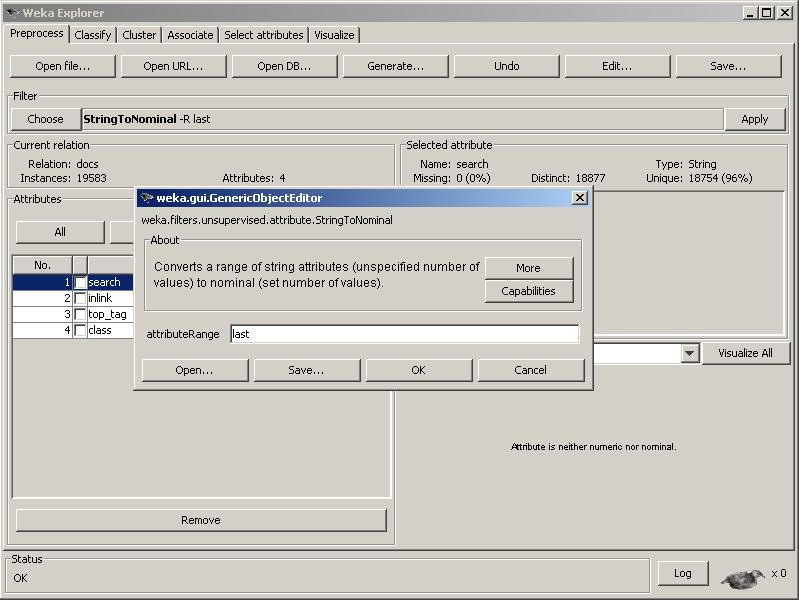 Weka Explorer
Preprocess Classify Cluster Associate Select attributes Visualize
Open file... Open URL... Open DB... Generate... Undo Edit... Save...
Filter
Choose StringToNominal -R last Apply
Current relation
Relation: docs
Instances: 19583 Attributes: 4
Selected attribute
Name: search Type: String
Missing: 0 (0%) Distinct: 18877 Unique: 18754 (96%)
Attributes
All
No.
1 search
2 inlink
3 top_tag
4 class
weka.gui.GenericObjectEditor
weka.filters.unsupervised.attribute.StringToNominal
About
Converts a range of string attributes (unspecified number of
values) to nominal (set number of values).
More
Capabilities
attributeRange last
Open... Save... OK Cancel
Visualize All
Attribute is neither numeric nor nominal.
Remove
Status
OK
Log x 0